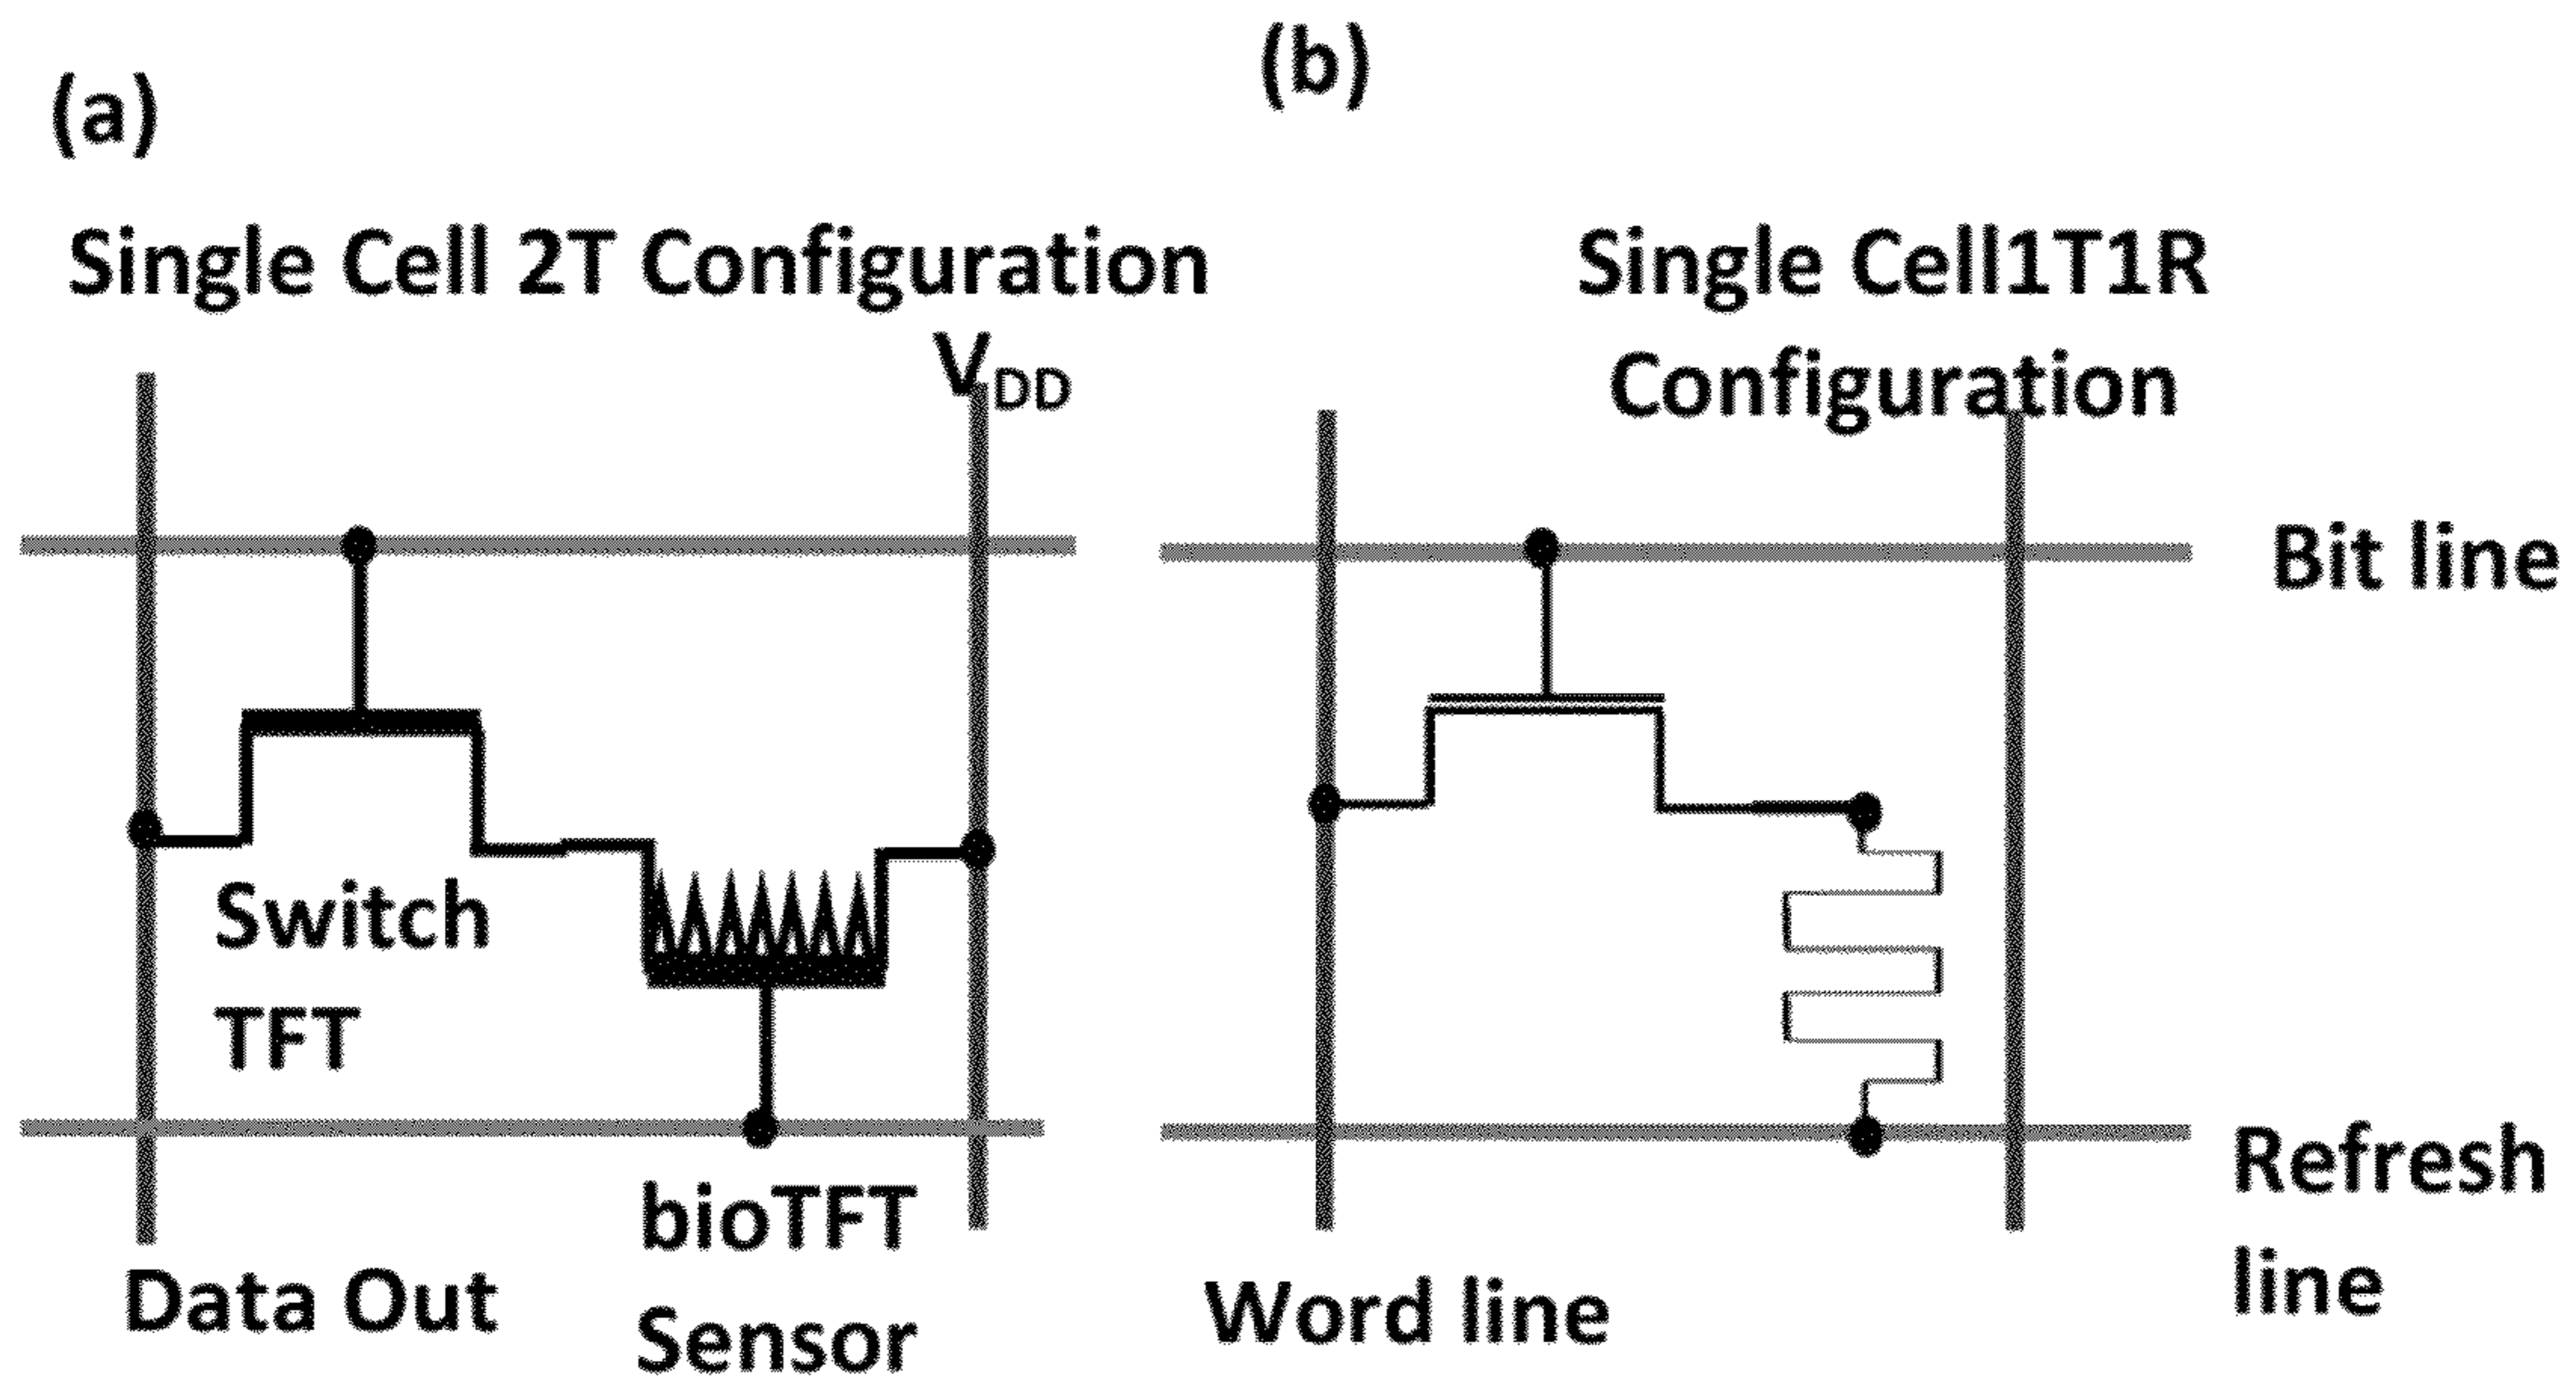 (a)
Single Cell 2T Configuration
VDD
Switch
TFT
bioTFT
Sensor
Data Out
(b)
Single Cell1T1R
Configuration
Bit line
Refresh
line
Word line